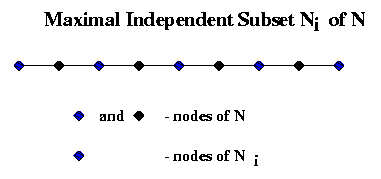 Maximal Independent Subset Ni of N
and - nodes of N
- nodes of N i